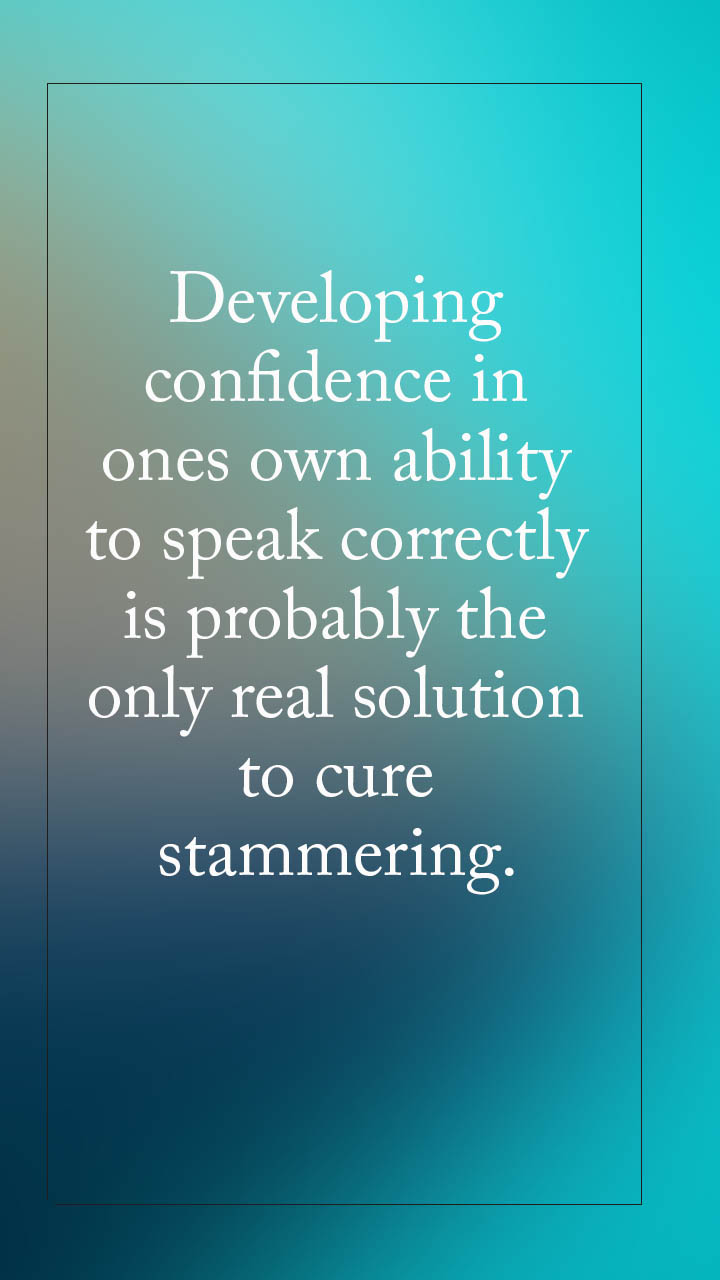 Developing
confidence in
ones own ability
to speak correctly
is probably the
only real solution
to cure
stammering.